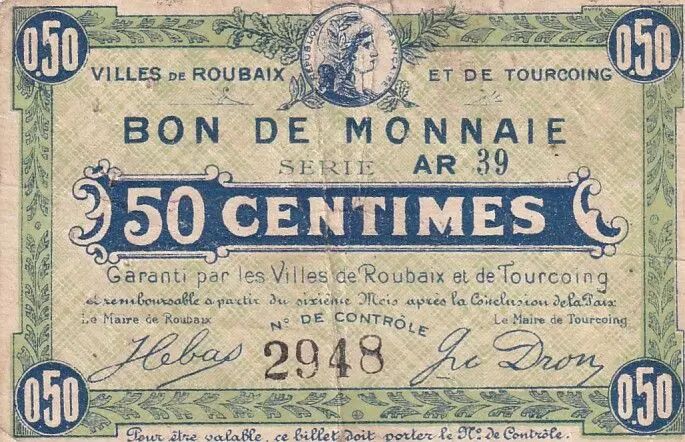 0.50
0.50
RÉPUBLIQUE FRANÇAISE
VILLES DE ROUBAIX
ET DE TOURCOING
BON DE MONNAIE
SERIE AR 39
50 CENTIMES
Garanti par les Villes de Roubaix et de Tourcoing
et remboursable a partir du sixième Mois après la Conclusion de la Paix
Le Maire de Roubaix
Nº DE CONTRÔLE
Le Maire de Tourcoing
Hebas
2948
Gve Dron
0.50
0.50
Pour être valable, ce billet doit porter le Nº de Contrôle.